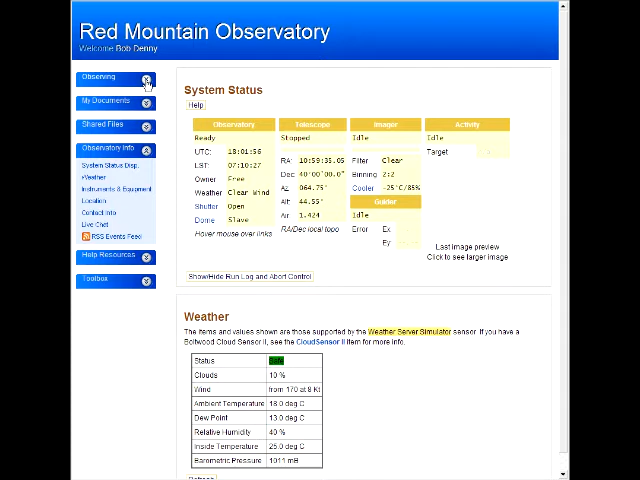 Red Mountain Observatory
Welcome Bob Denny
Observing
My Documents
Shared Files
Observatory Info
System Status Disp.
Weather
Instruments & Equipment
Location
Contact Info
Live Chat
RSS Events Feed
Help Resources
Toolbox
System Status
Help
Observatory Telescope Imager Activity
Ready Stopped Idle Idle
UTC: 18:01:56
LST: 07:10:27
Owner Free
Weather Clear Wind
Shutter Open
Dome Slave
Hover mouse over links
RA: 10:59:35.05
Dec: 40°00'00.0"
Az: 064.75°
Alt: 44.55°
Air 1.424
RA/Dec local topo
Filter Clear
Binning 2:2
Cooler -25°C/85%
Guider
Idle
Error Ex
Ey
Target
Last image preview
Click to see larger image
Show/Hide Run Log and Abort Control
Weather
The items and values shown are those supported by the Weather Server Simulator sensor. If you have a
Boltwood Cloud Sensor II, see the CloudSensor II item for more info.
Status Safe
Clouds 10 %
Wind from 170 at 8 Kt
Ambient Temperature 18.0 deg C
Dew Point 13.0 deg C
Relative Humidity 40 %
Inside Temperature 25.0 deg C
Barometric Pressure 1011 mB